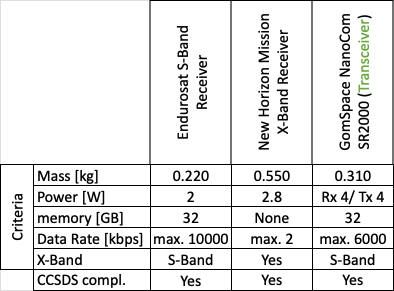 Endurosat S-Band
Receiver
New Horizon Mission
X-Band Receiver
GomSpace NanoCom
SR2000 (Transceiver)
Criteria
Mass [kg] 0.220 0.550 0.310
Power [W] 2 2.8 Rx 4/ Tx 4
memory [GB] 32 None 32
Data Rate [kbps] max. 10000 max. 2 max. 6000
X-Band S-Band Yes S-Band
CCSDS compl. Yes Yes Yes